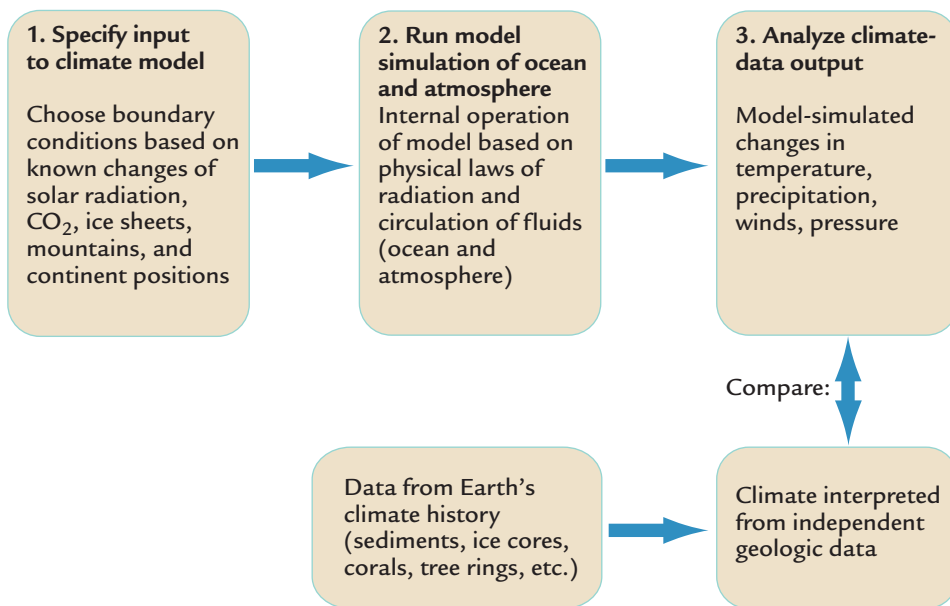 1. Specify input
to climate model
Choose boundary
conditions based on
known changes of
solar radiation,
CO₂, ice sheets,
mountains, and
continent positions
2. Run model
simulation of ocean
and atmosphere
Internal operation
of model based on
physical laws of
radiation and
circulation of fluids
(ocean and
atmosphere)
3. Analyze climate-
data output
Model-simulated
changes in
temperature,
precipitation,
winds, pressure
Compare:
Data from Earth’s
climate history
(sediments, ice cores,
corals, tree rings, etc.)
Climate interpreted
from independent
geologic data